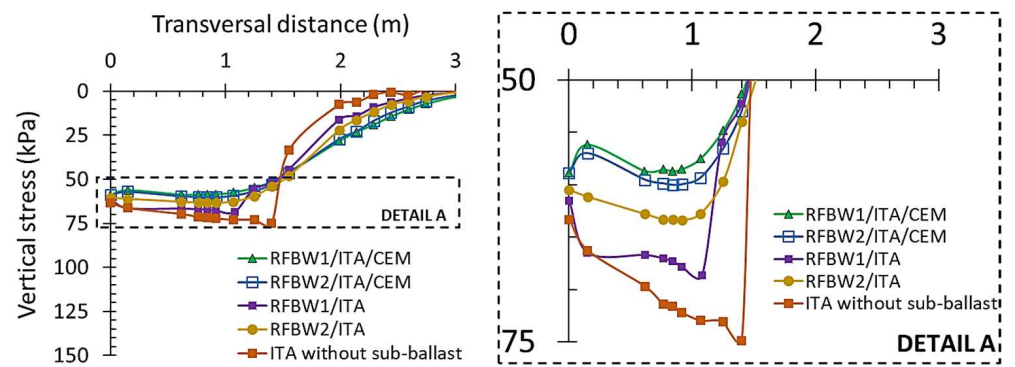 Transversal distance (m)
0 1 2 3
Vertical stress (kPa)
0
25
50
75
100
125
150
DETAIL A
RFBW1/ITA/CEM
RFBW2/ITA/CEM
RFBW1/ITA
RFBW2/ITA
ITA without sub-ballast
0 1 2 3
50
75
RFBW1/ITA/CEM
RFBW2/ITA/CEM
RFBW1/ITA
RFBW2/ITA
ITA without sub-ballast
DETAIL A